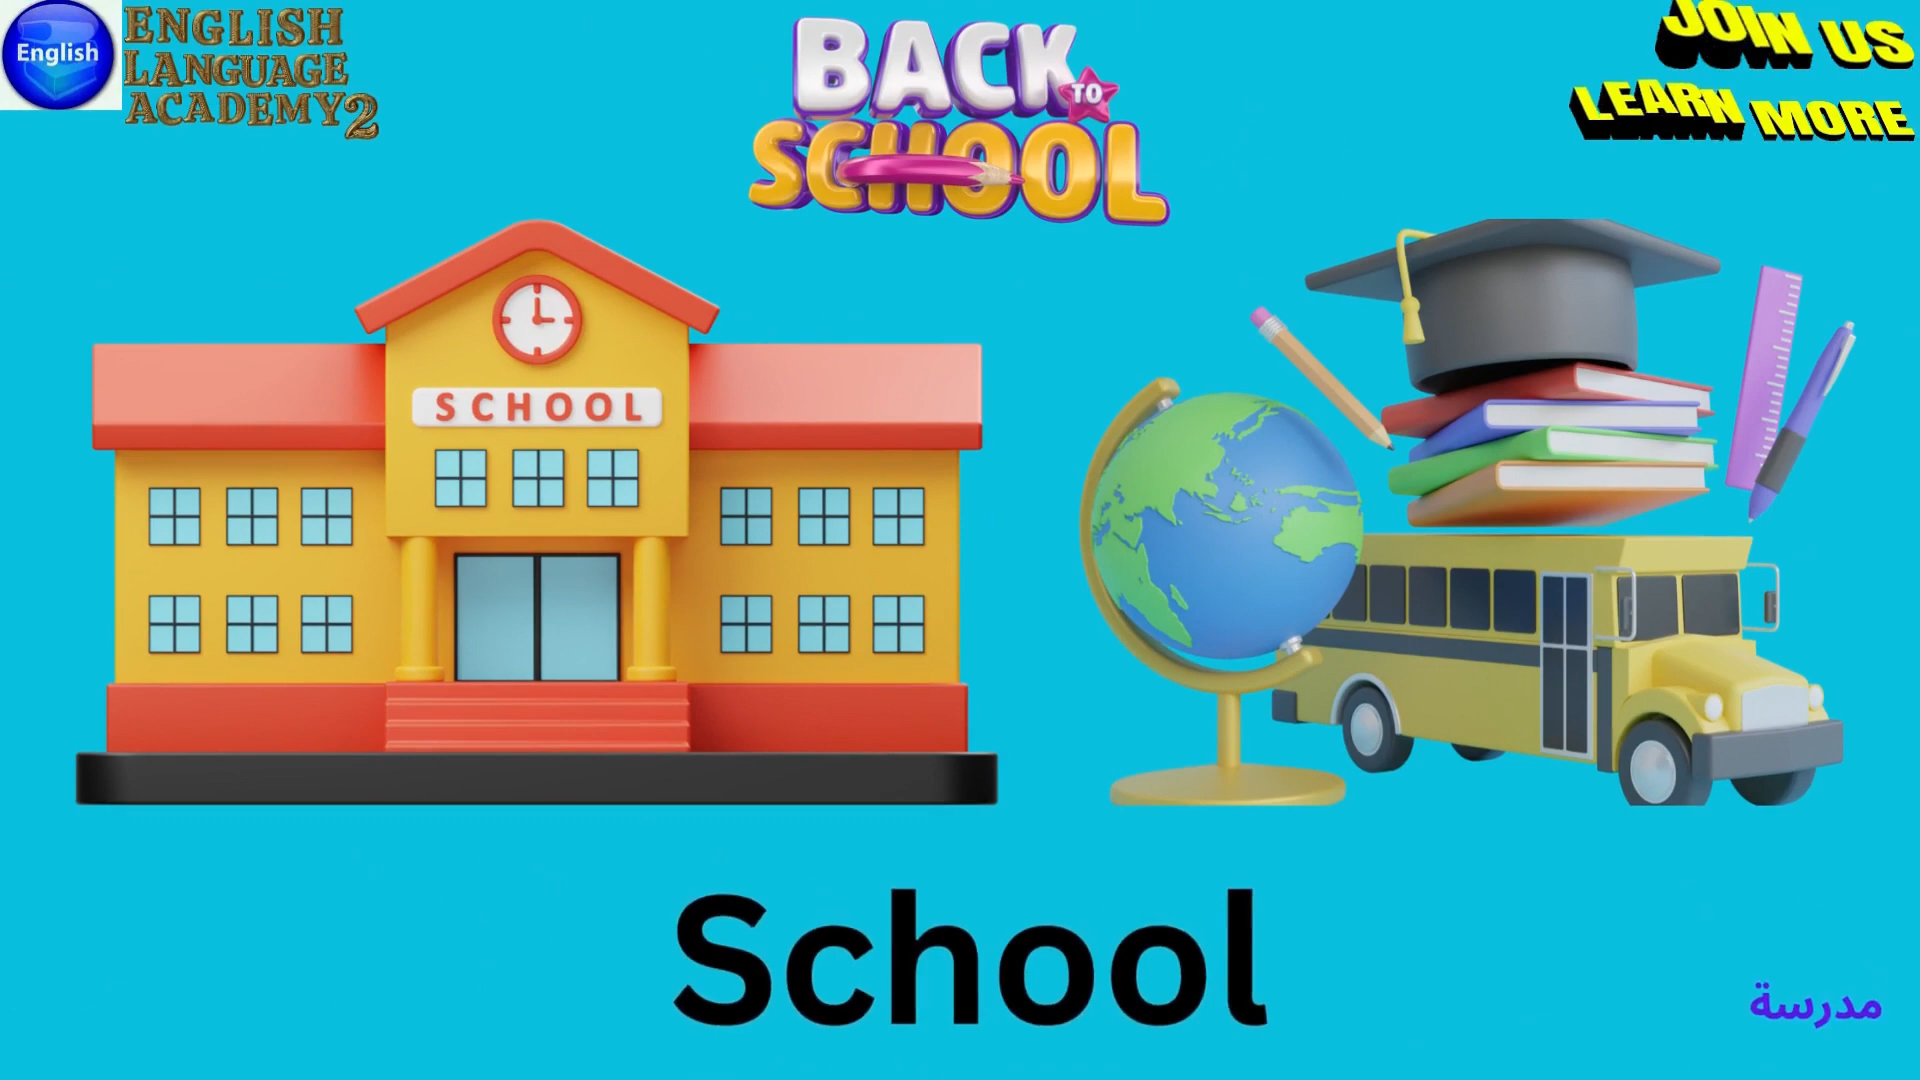 English
ENGLISH
LANGUAGE
ACADEMY2
BACK
TO
SCHOOL
JOIN US
LEARN MORE
SCHOOL
School
مدرسة